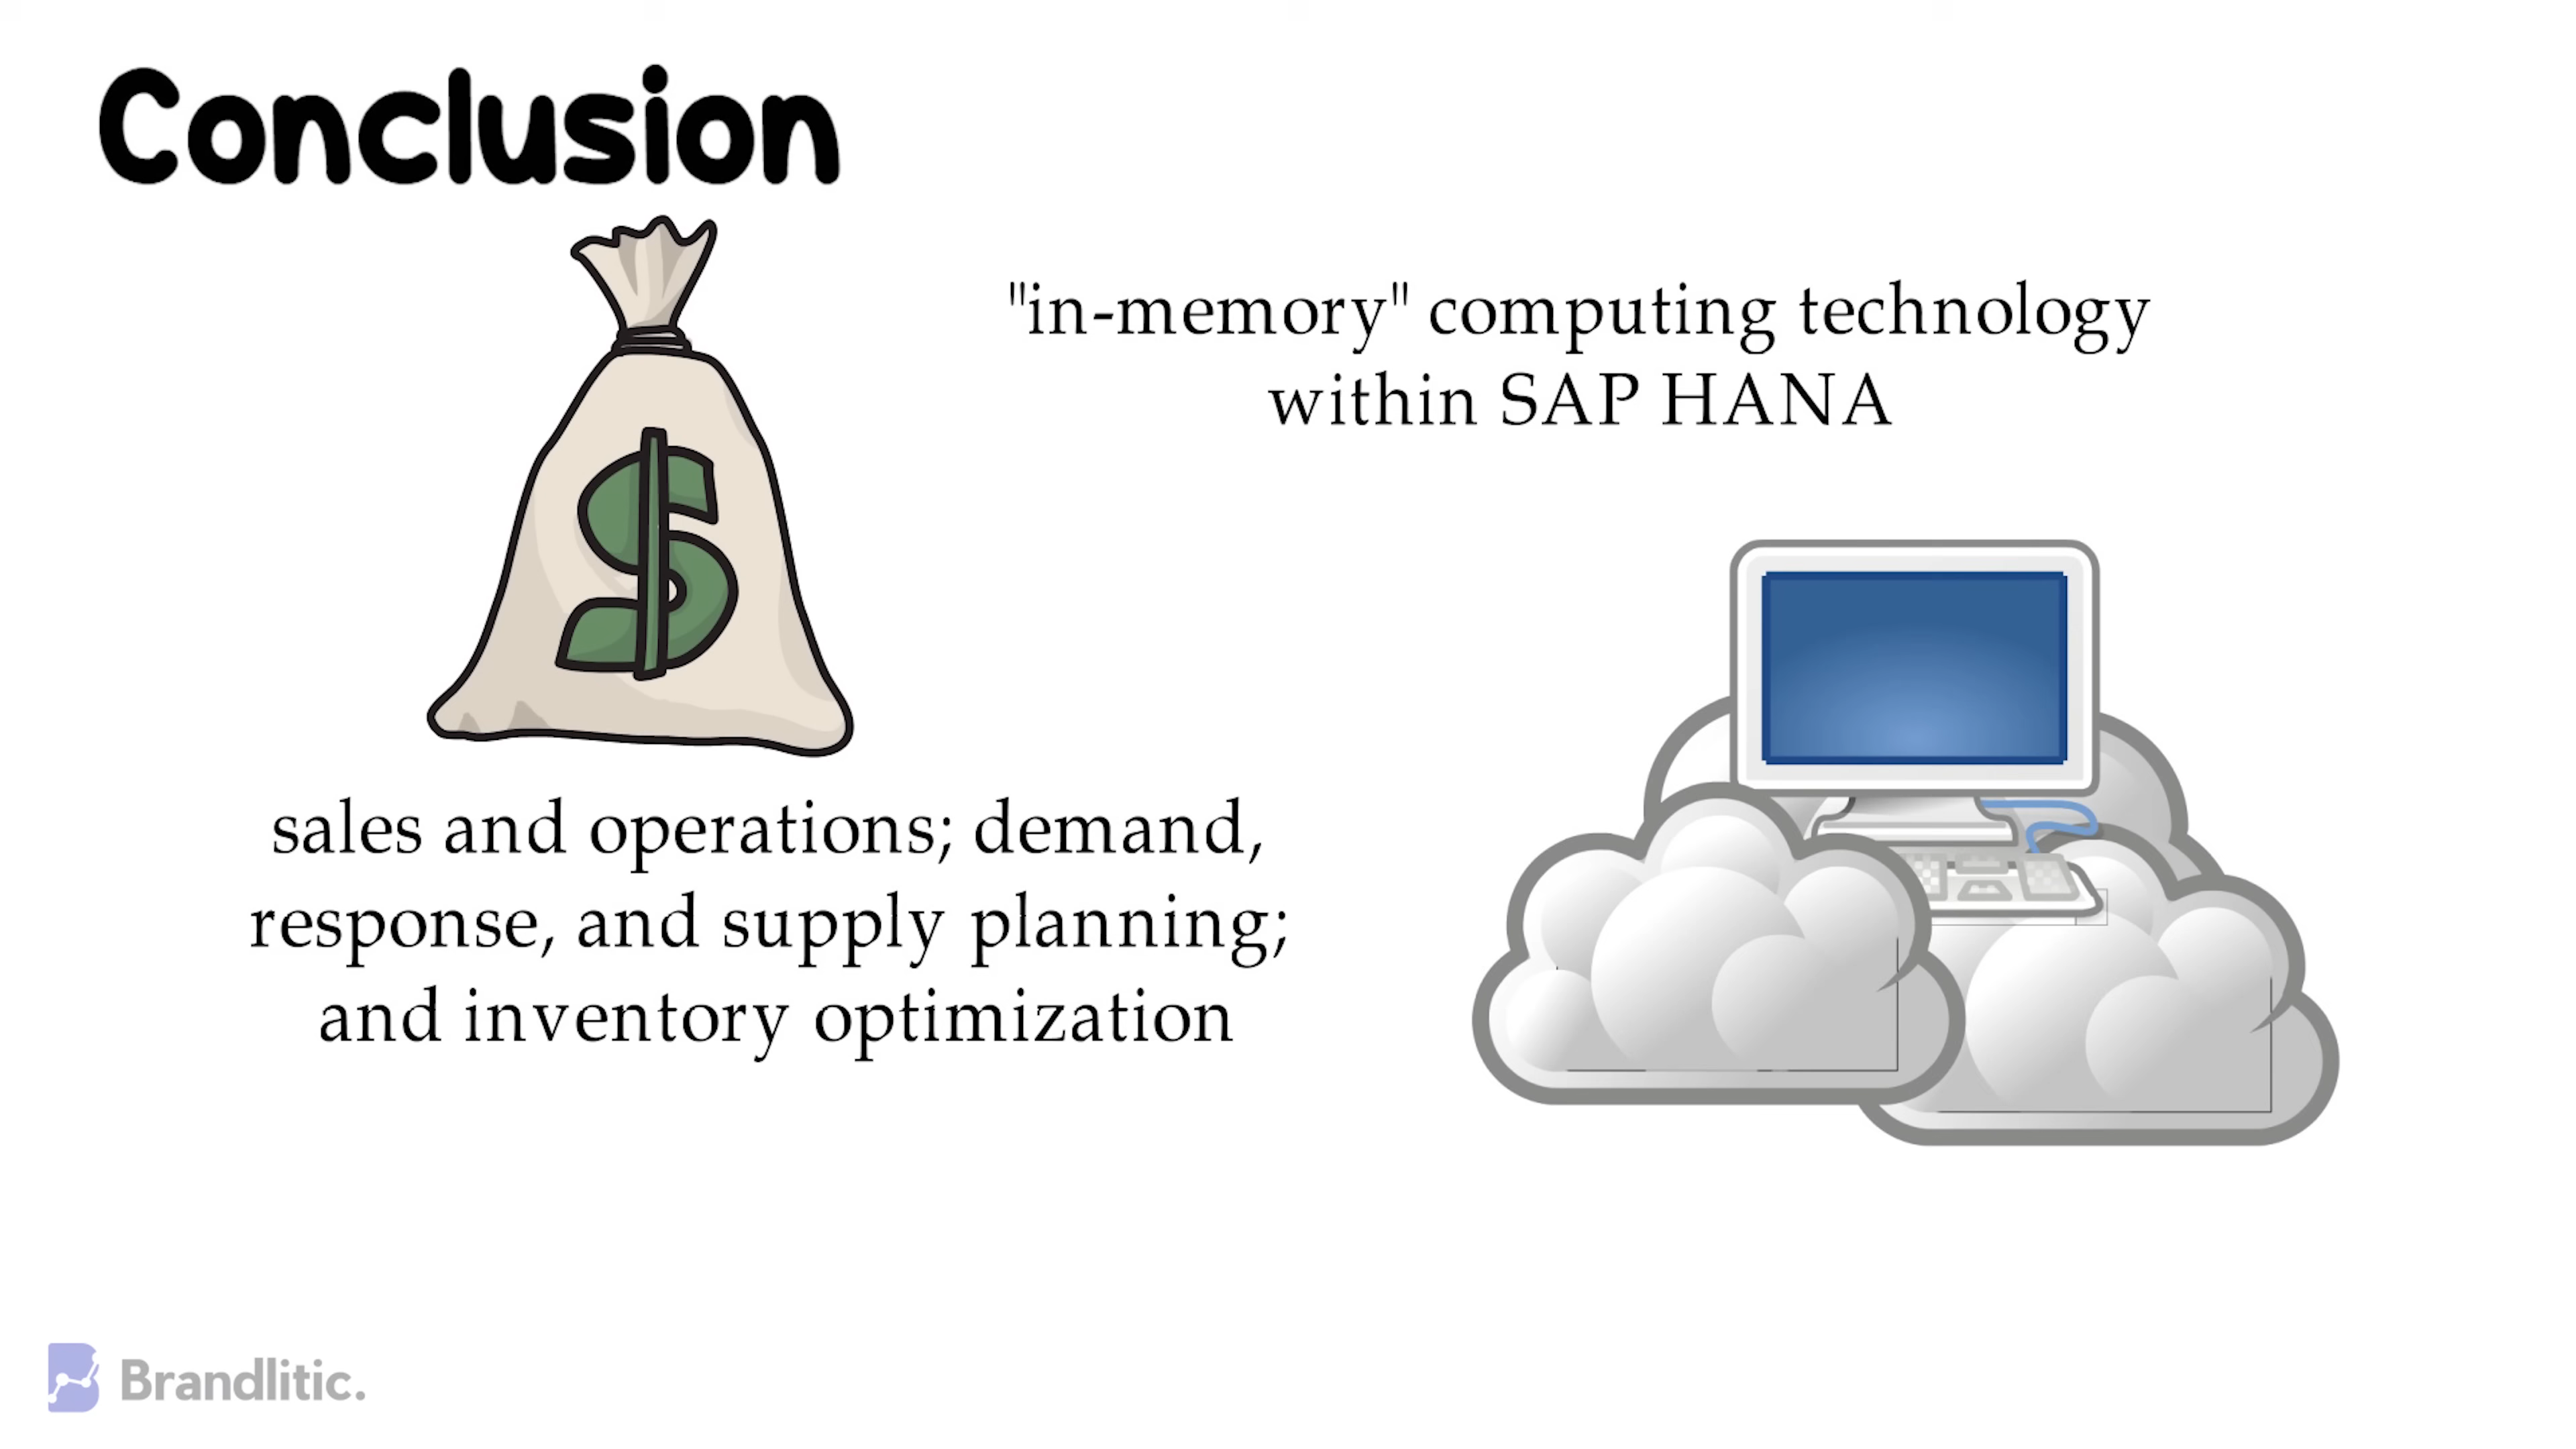 Conclusion
"in-memory" computing technology
within SAP HANA
sales and operations; demand,
response, and supply planning;
and inventory optimization
Brandlitic.